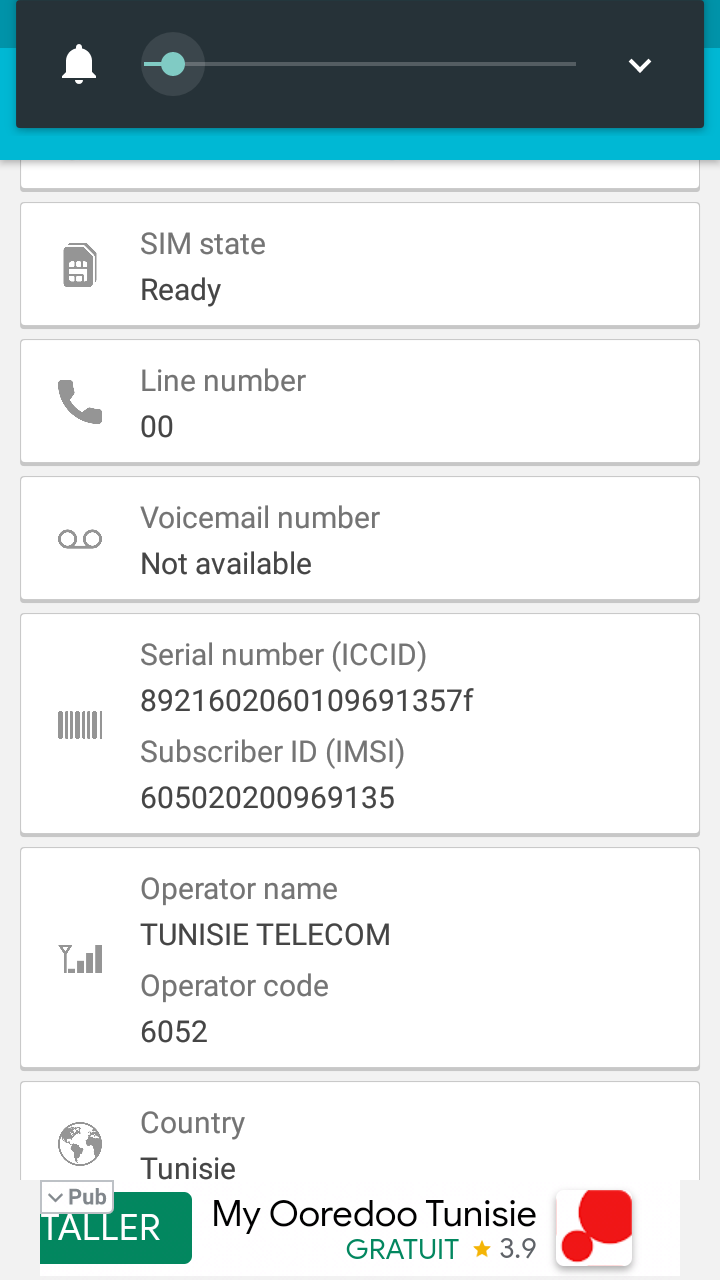 SIM state
Ready
Line number
00
Voicemail number
Not available
Serial number (ICCID)
8921602060109691357f
Subscriber ID (IMSI)
605020200969135
Operator name
TUNISIE TELECOM
Operator code
6052
Country
Tunisie
Pub
TALLER
My Ooredoo Tunisie
GRATUIT ★ 3.9